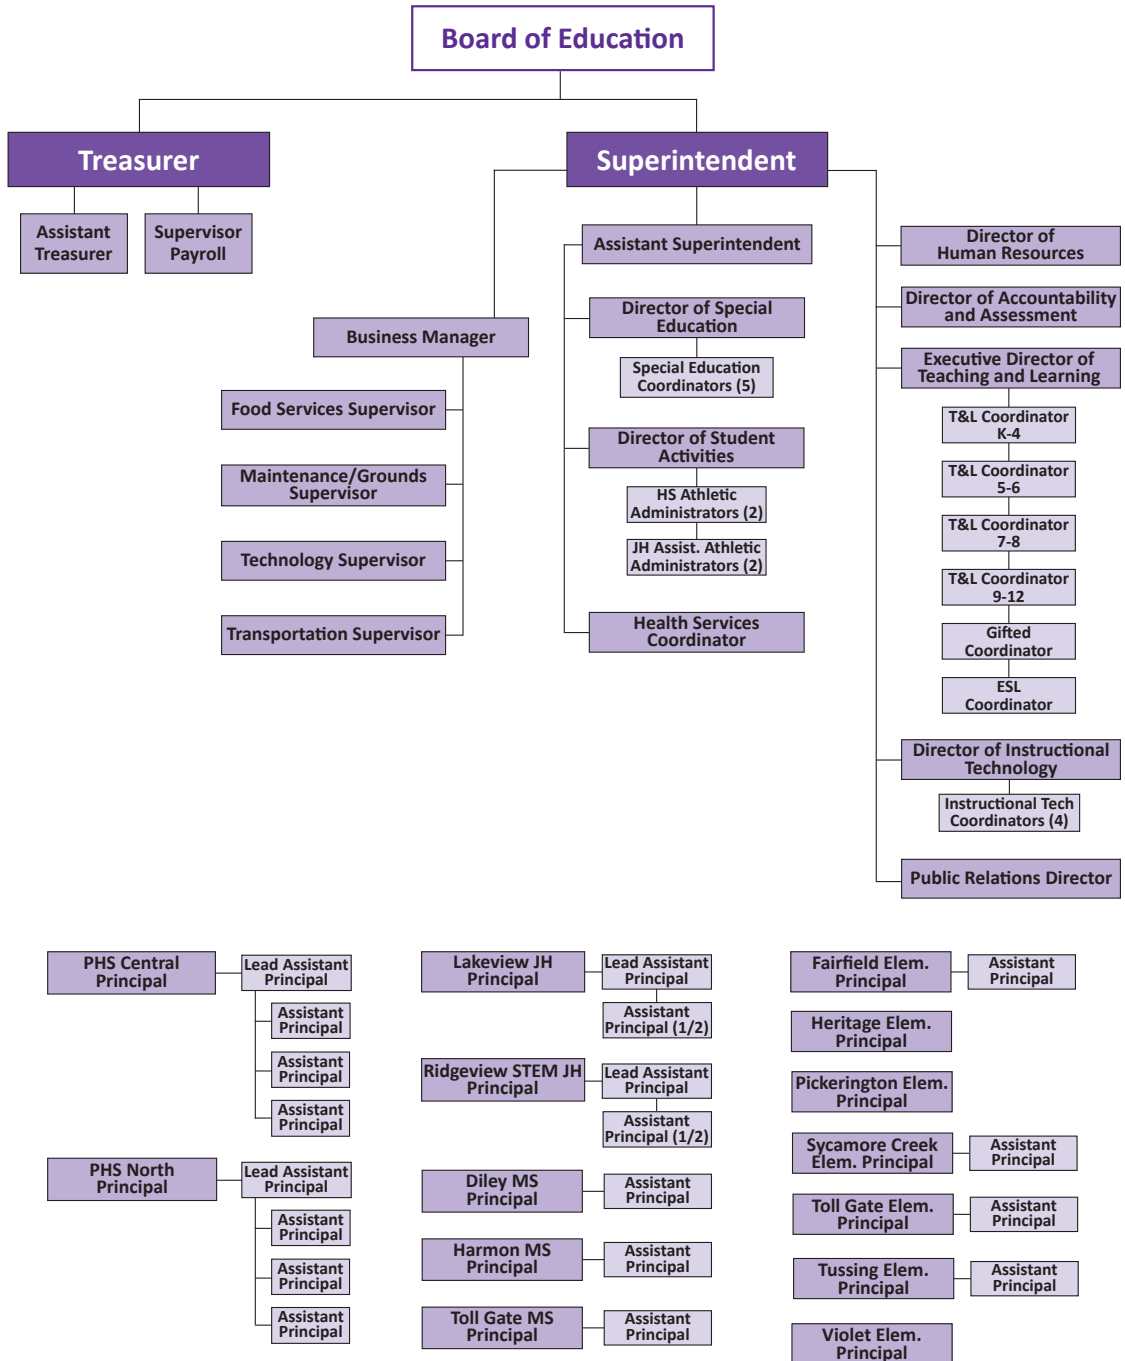 Board of Education
Treasurer
Superintendent
Assistant
Treasurer
Supervisor
Payroll
Business Manager
Food Services Supervisor
Maintenance/Grounds
Supervisor
Technology Supervisor
Transportation Supervisor
Assistant Superintendent
Director of Special
Education
Special Education
Coordinators (5)
Director of Student
Activities
HS Athletic
Administrators (2)
JH Assist. Athletic
Administrators (2)
Health Services
Coordinator
Director of
Human Resources
Director of Accountability
and Assessment
Executive Director of
Teaching and Learning
T&L Coordinator
K-4
T&L Coordinator
5-6
T&L Coordinator
7-8
T&L Coordinator
9-12
Gifted
Coordinator
ESL
Coordinator
Director of Instructional
Technology
Instructional Tech
Coordinators (4)
Public Relations Director
PHS Central
Principal
Lead Assistant
Principal
Assistant
Principal
Assistant
Principal
Assistant
Principal
PHS North
Principal
Lead Assistant
Principal
Assistant
Principal
Assistant
Principal
Assistant
Principal
Lakeview JH
Principal
Lead Assistant
Principal
Assistant
Principal (1/2)
Ridgeview STEM JH
Principal
Lead Assistant
Principal
Assistant
Principal (1/2)
Diley MS
Principal
Assistant
Principal
Harmon MS
Principal
Assistant
Principal
Toll Gate MS
Principal
Assistant
Principal
Fairfield Elem.
Principal
Assistant
Principal
Heritage Elem.
Principal
Pickerington Elem.
Principal
Sycamore Creek
Elem. Principal
Assistant
Principal
Toll Gate Elem.
Principal
Assistant
Principal
Tussing Elem.
Principal
Assistant
Principal
Violet Elem.
Principal